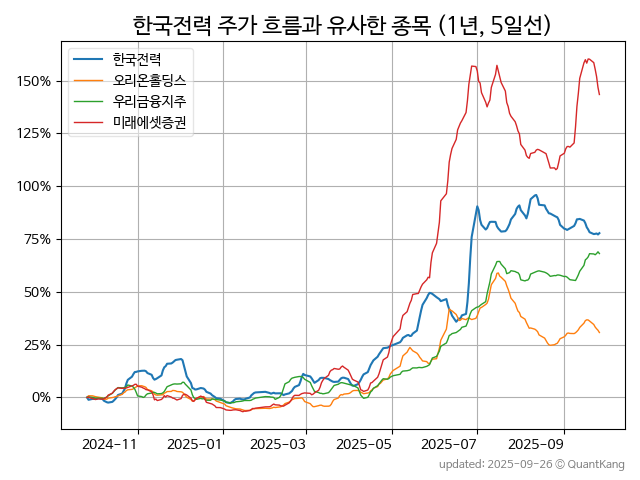 한국전력 주가 흐름과 유사한 종목 (1년, 5일선)
한국전력
오리온홀딩스
우리금융지주
미래에셋증권
150%
125%
100%
75%
50%
25%
0%
2024-11
2025-01
2025-03
2025-05
2025-07
2025-09
updated: 2025-09-26 © QuantKang